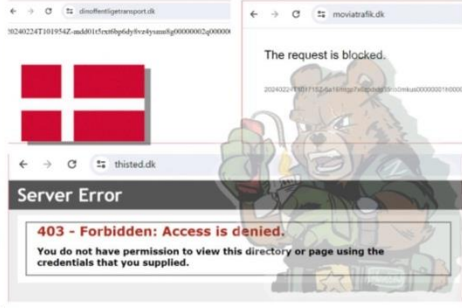 dinoffentligetransport.dk
moviatrafik.dk
The request is blocked.
thisted.dk
Server Error
403 - Forbidden: Access is denied.
You do not have permission to view this directory or page using the
credentials that you supplied.